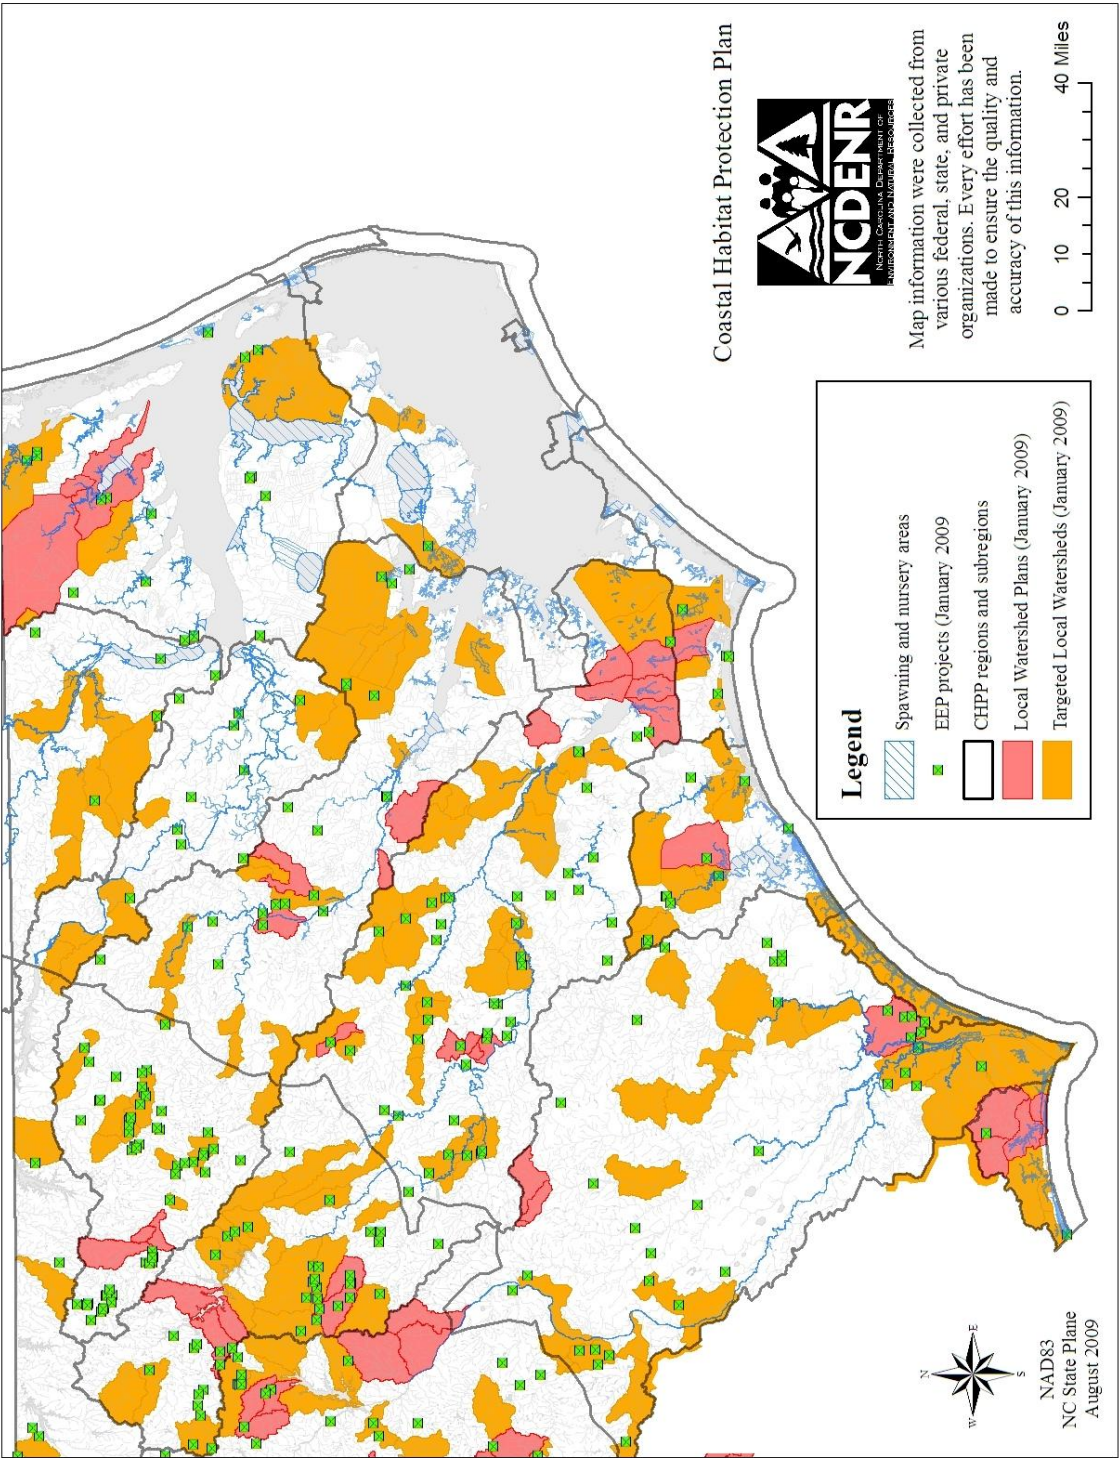 Coastal Habitat Protection Plan
NCDENR
NORTH CAROLINA DEPARTMENT OF
ENVIRONMENT AND NATURAL RESOURCES
Map information were collected from
various federal, state, and private
organizations. Every effort has been
made to ensure the quality and
accuracy of this information.
0 10 20 40 Miles
Legend
Spawning and nursery areas
EEP projects (January 2009
CHPP regions and subregions
Local Watershed Plans (January 2009)
Targeted Local Watersheds (January 2009)
N
W E
S
NAD83
NC State Plane
August 2009